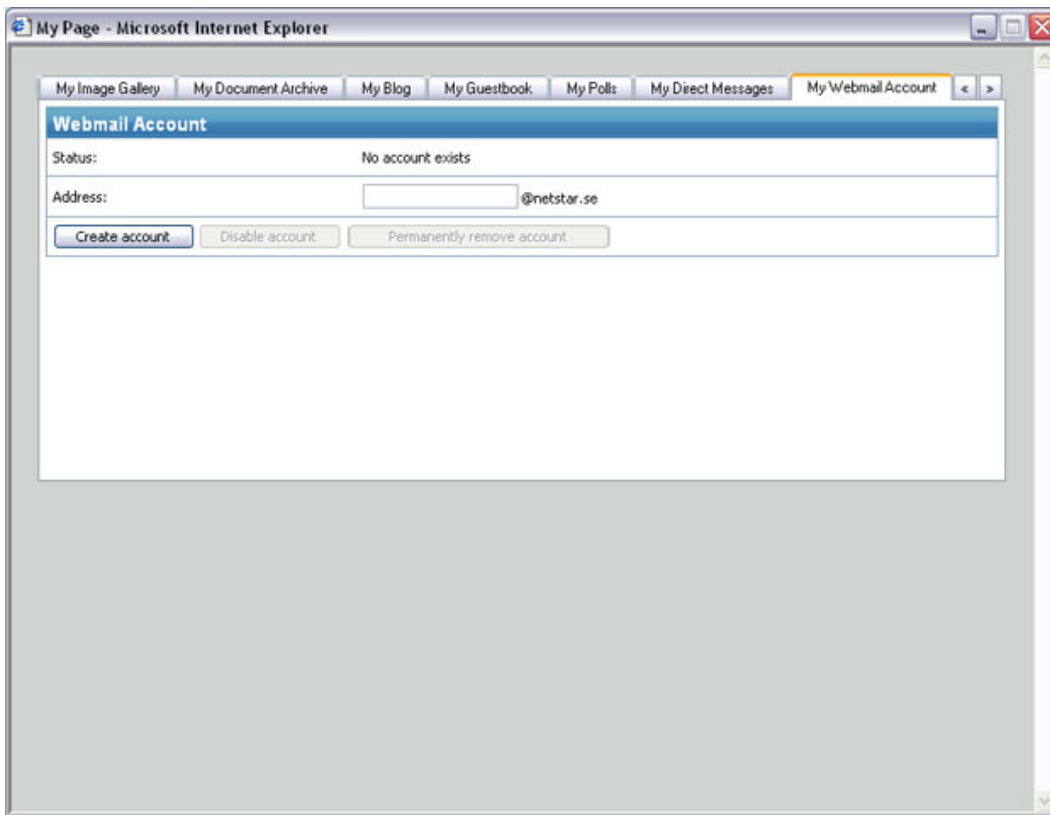 My Page - Microsoft Internet Explorer
My Image Gallery My Document Archive My Blog My Guestbook My Polls My Direct Messages My Webmail Account « »
Webmail Account
Status: No account exists
Address: @netstar.se
Create account Disable account Permanently remove account